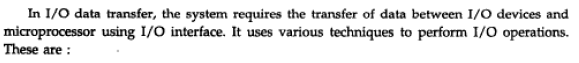 In I/O data transfer, the system requires the transfer of data between I/O devices and
microprocessor using I/O interface. It uses various techniques to perform I/O operations.
These are :